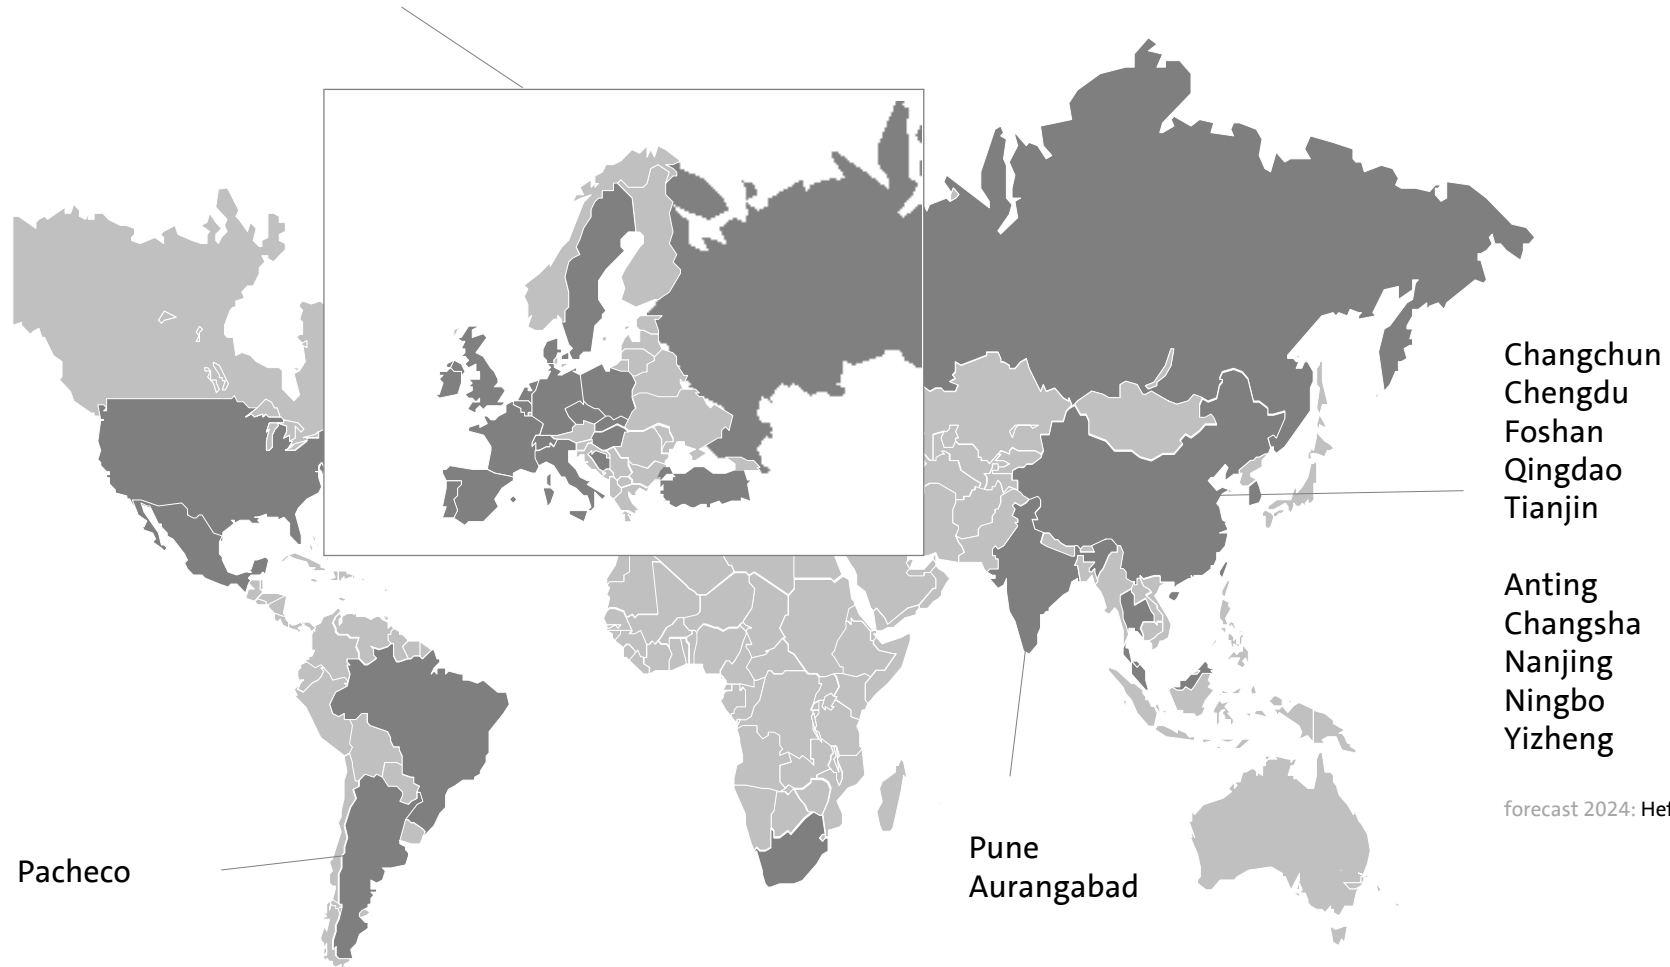 Changchun
Chengdu
Foshan
Qingdao
Tianjin
Anting
Changsha
Nanjing
Ningbo
Yizheng
forecast 2024:
Pacheco
Pune
Aurangabad